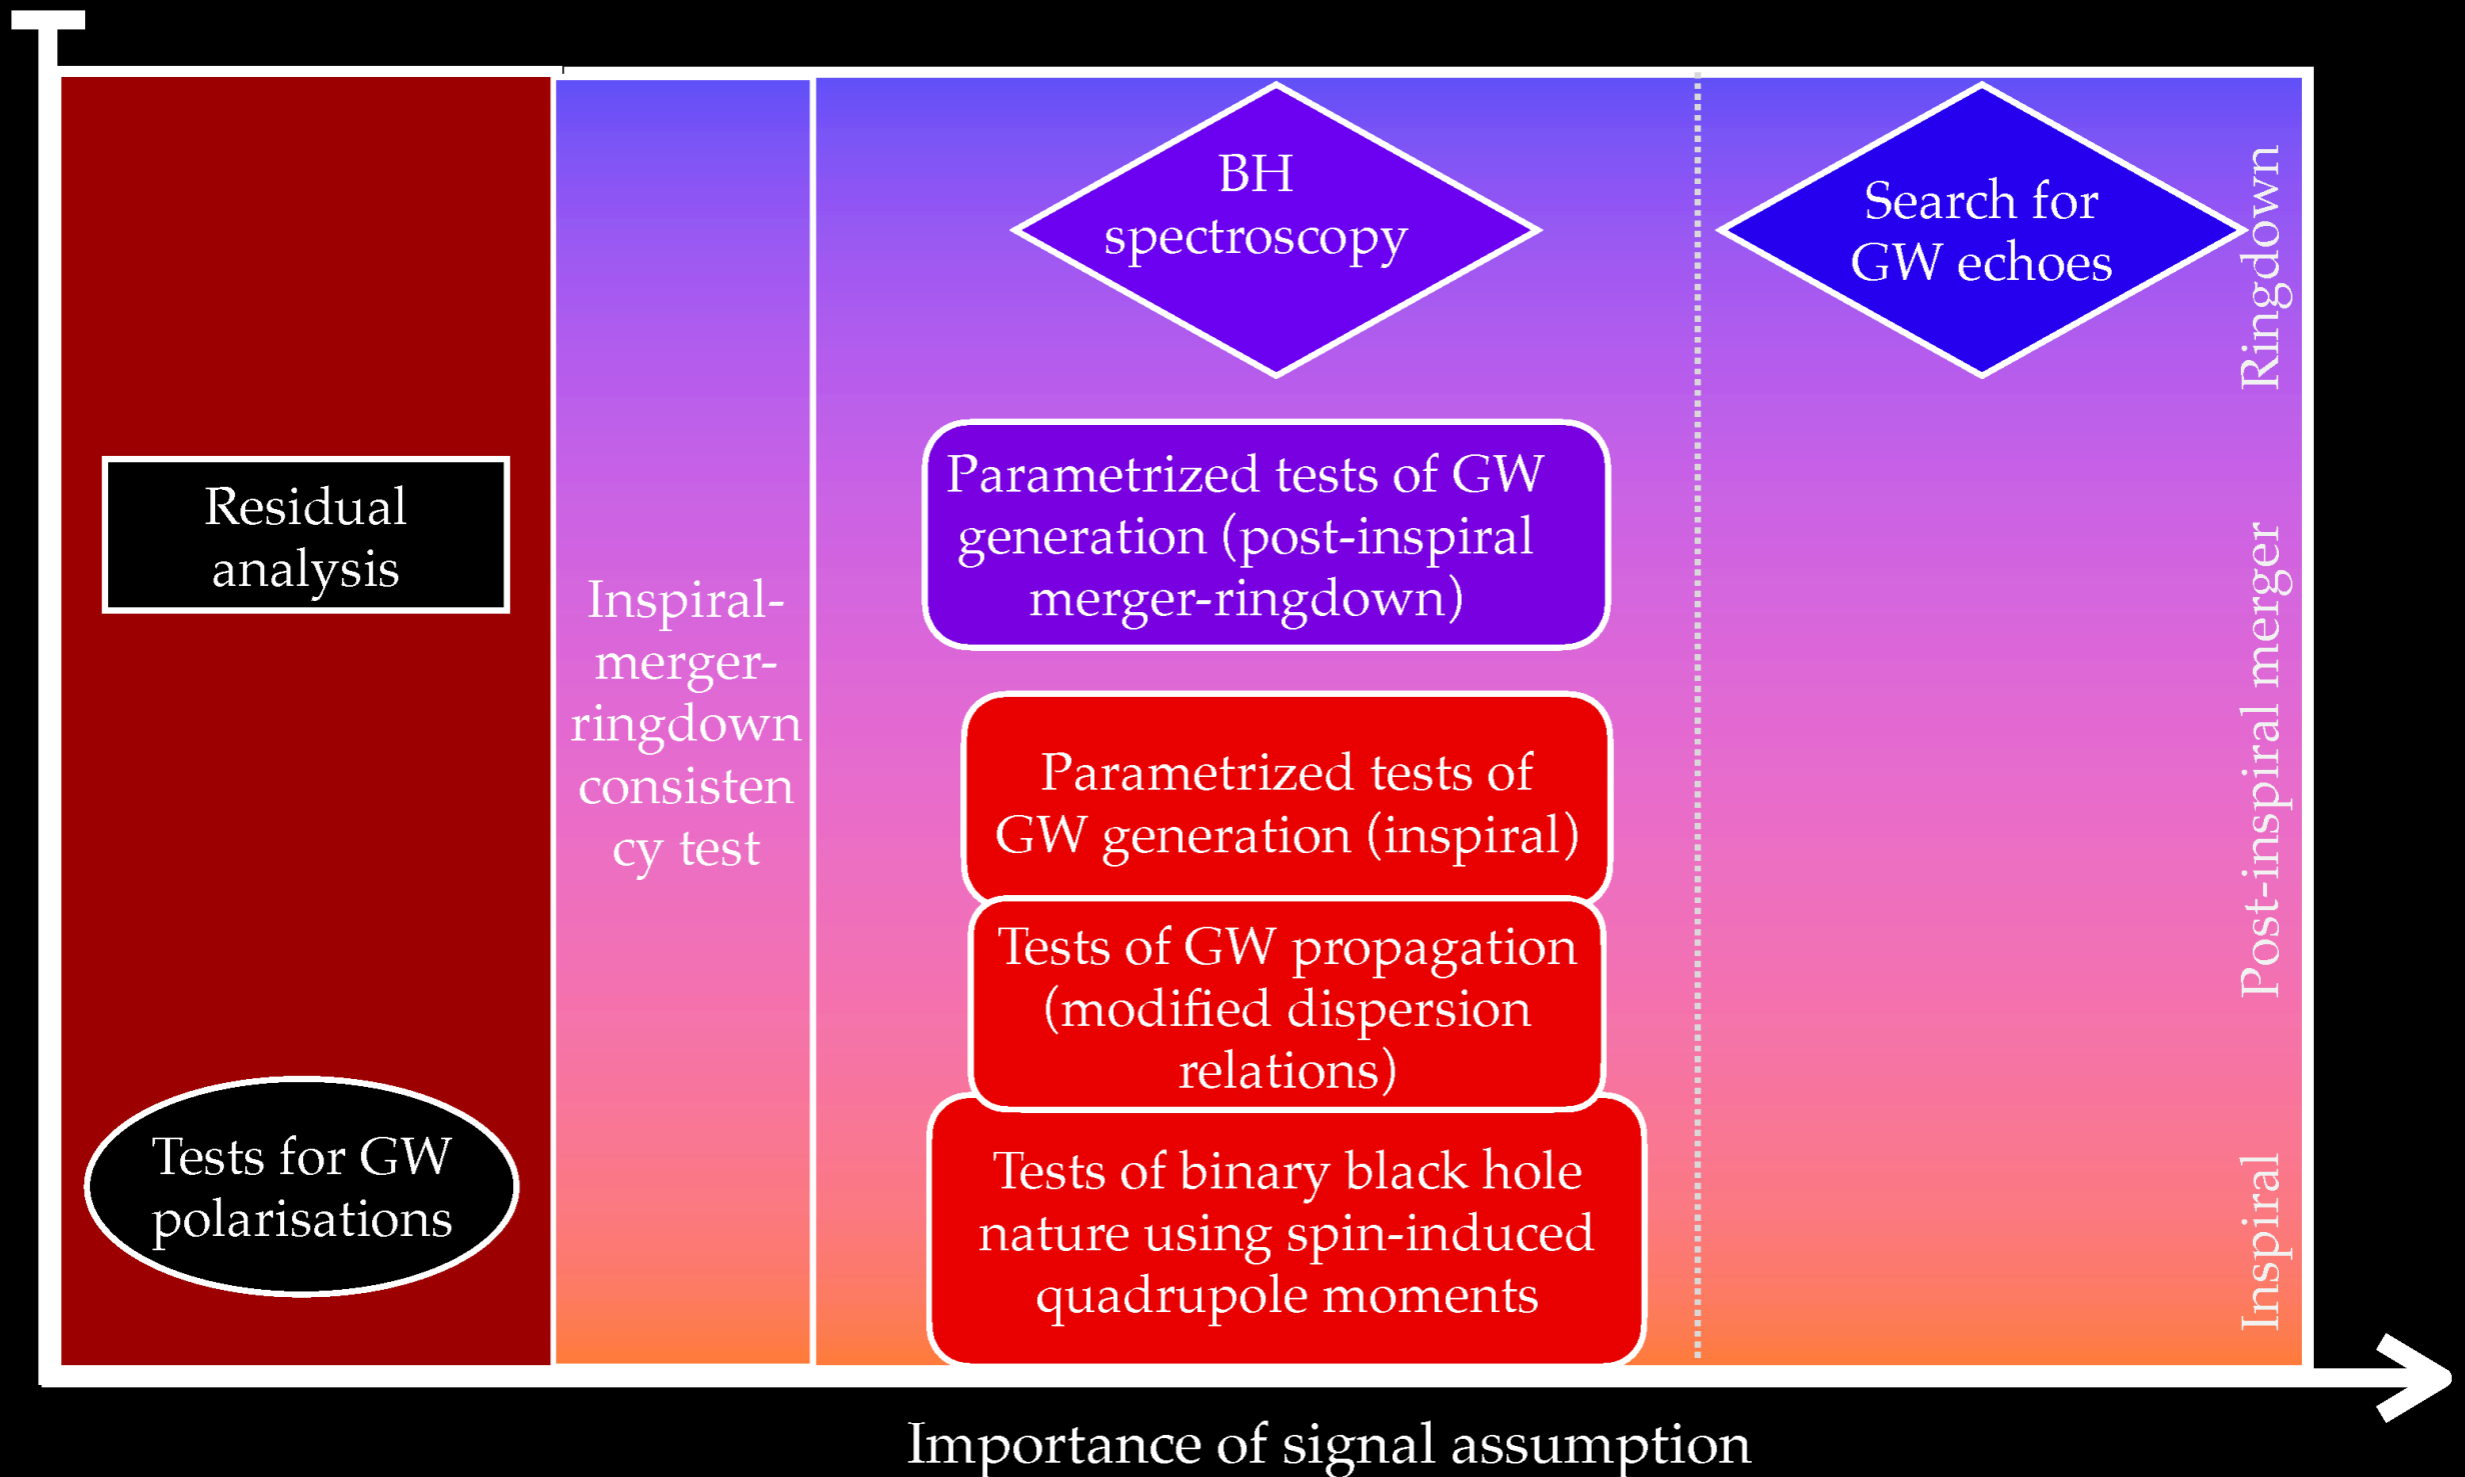 BH
spectroscopy
Search for
GW echoes
Ringdown
Residual
analysis
Parametrized tests of GW
generation (post-inspiral
merger-ringdown)
Inspiral-
merger-
ringdown
consisten
cy test
Post-inspiral merger
Parametrized tests of
GW generation (inspiral)
Tests of GW propagation
(modified dispersion
relations)
Tests for GW
polarisations
Tests of binary black hole
nature using spin-induced
quadrupole moments
Inspiral
Importance of signal assumption